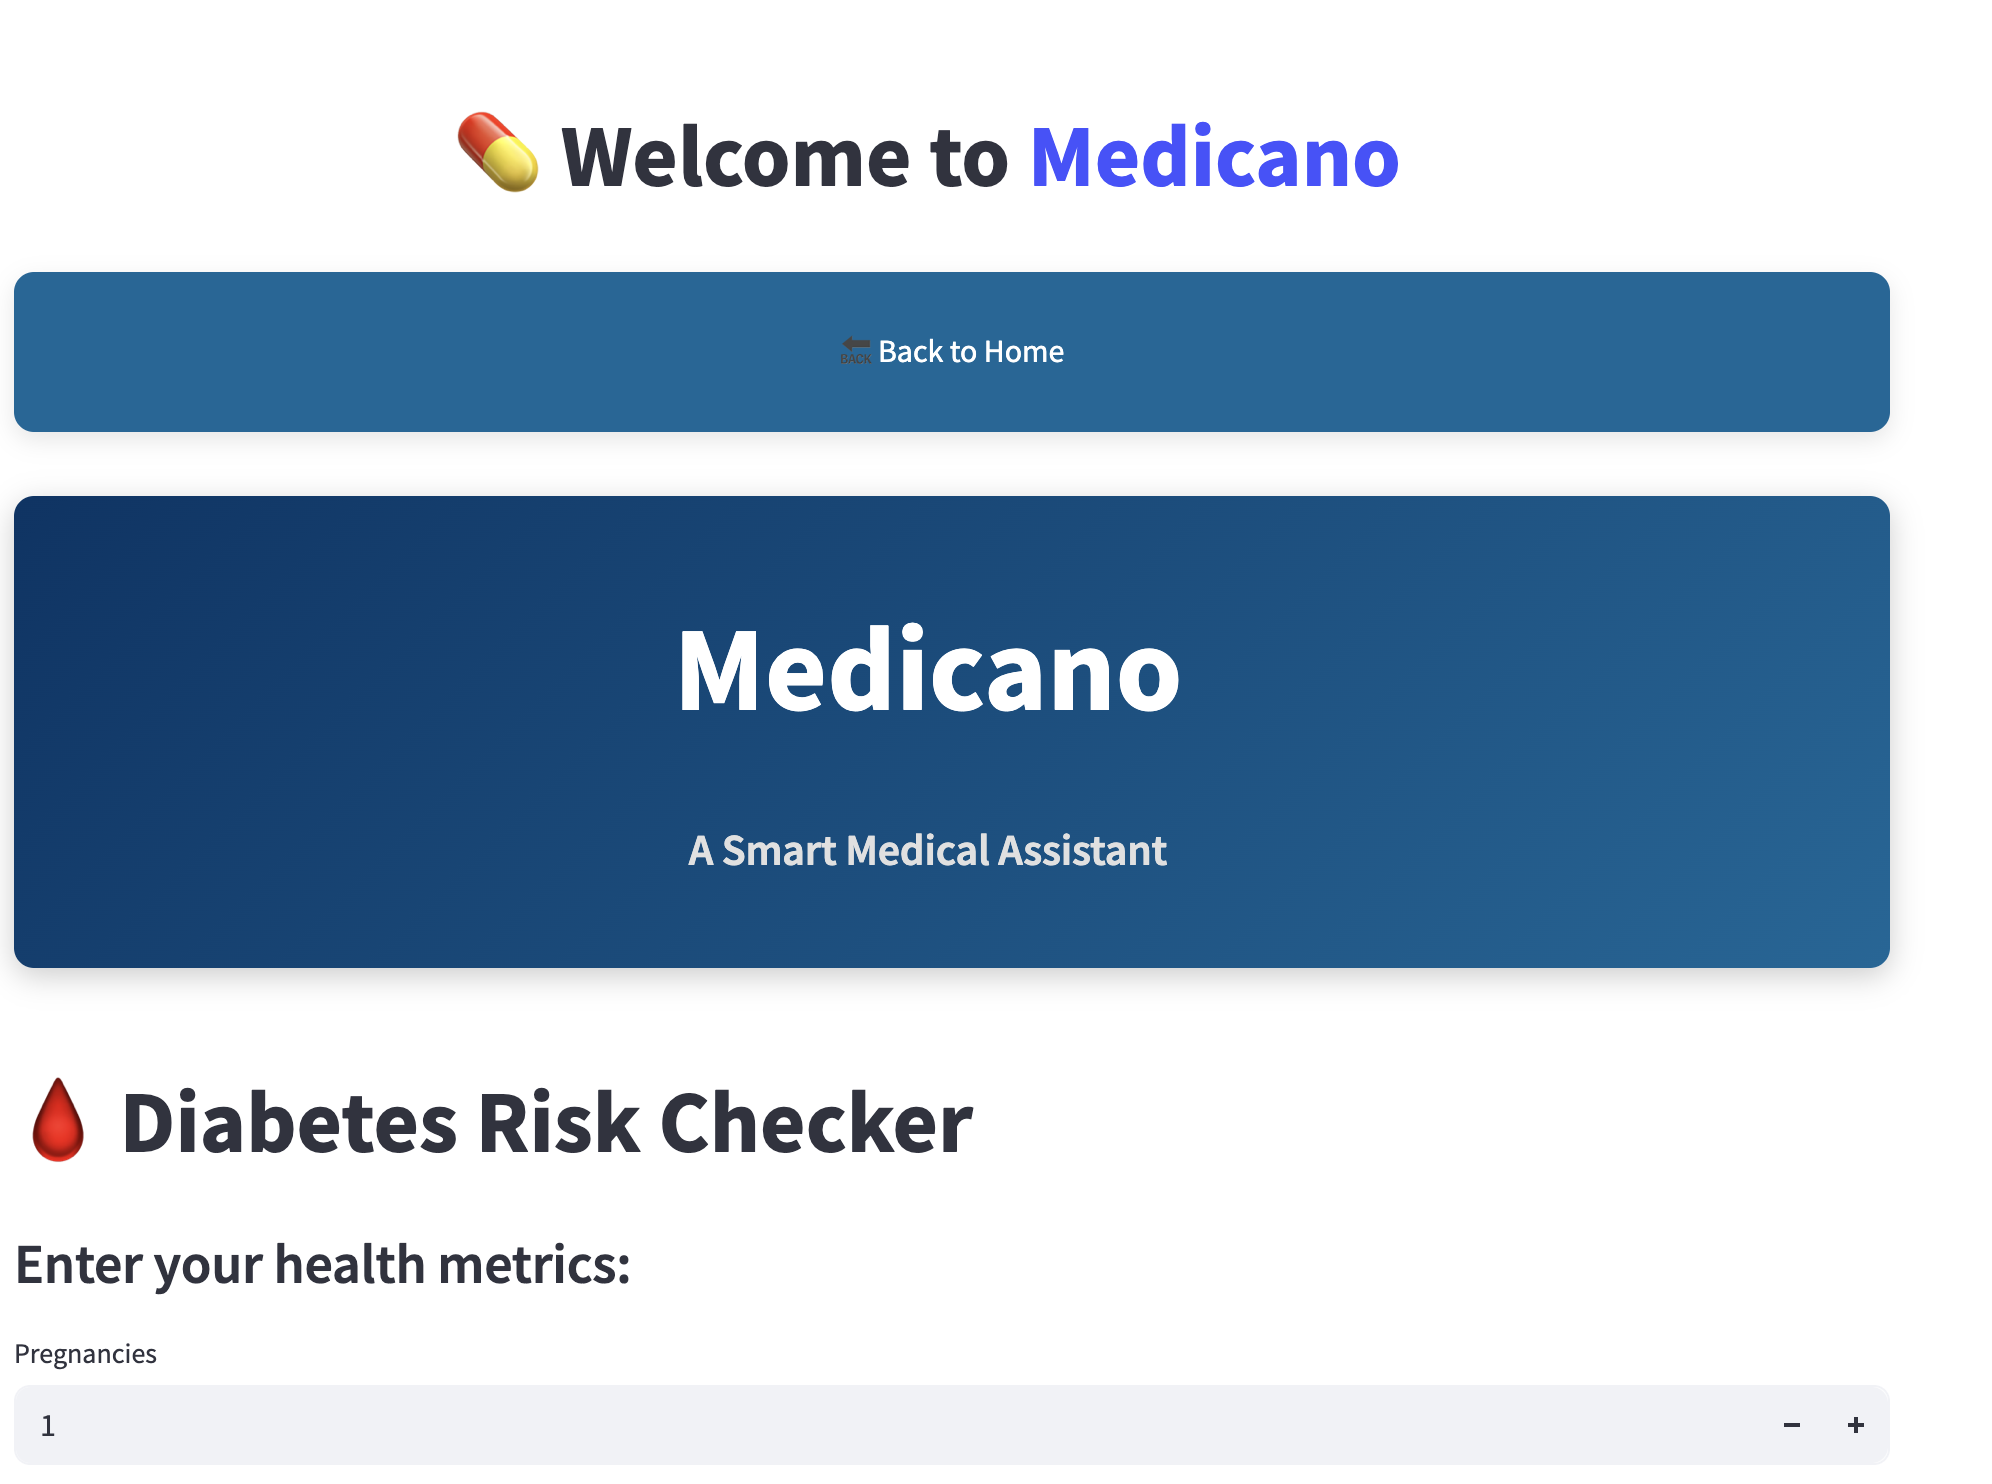 Welcome to Medicano
BACK Back to Home
Medicano
A Smart Medical Assistant
Diabetes Risk Checker
Enter your health metrics:
Pregnancies
1 − +